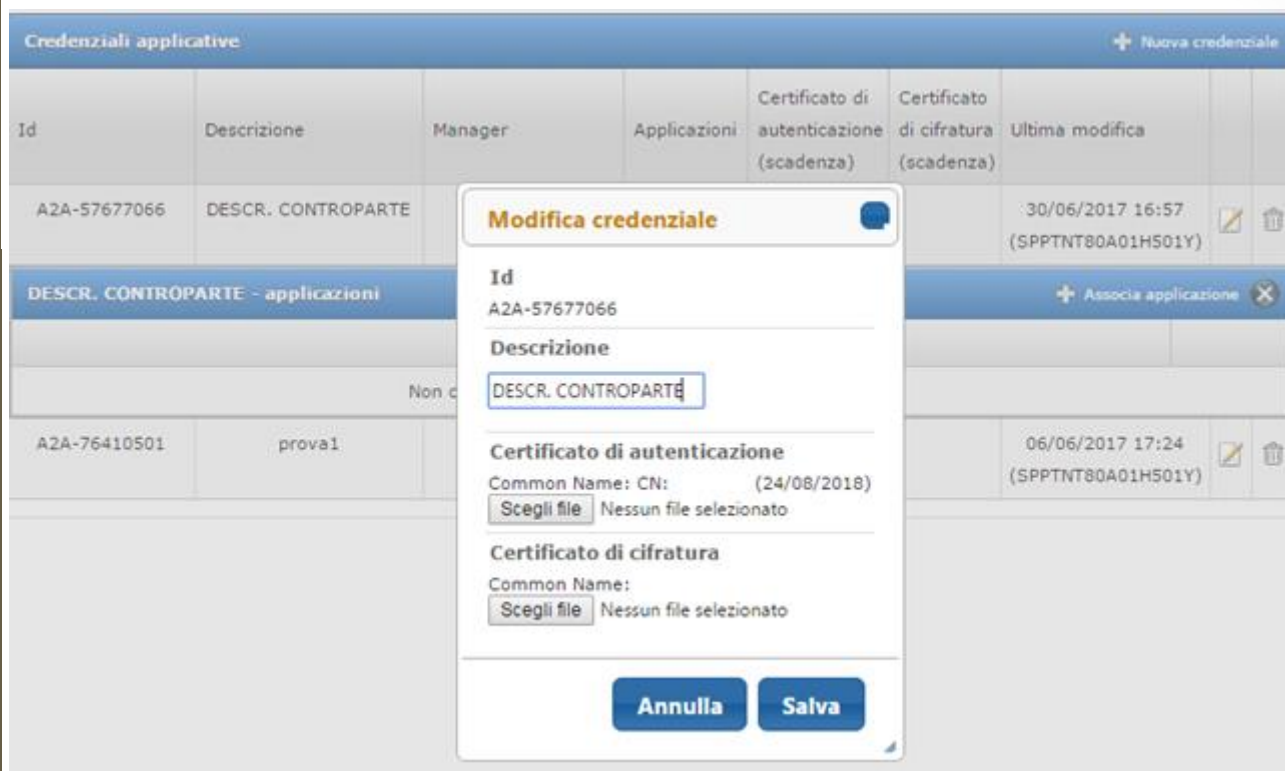 Credenziali applicative
Nuova credenziale
Id
Descrizione
Manager
Applicazioni
Certificato di
autenticazione
(scadenza)
Certificato
di cifratura
(scadenza)
Ultima modifica
A2A-57677066
DESCR. CONTROPARTE
30/06/2017 16:57
(SPPTNT80A01H501Y)
DESCR. CONTROPARTE - applicazioni
Associa applicazione
Non
A2A-76410501
prova1
06/06/2017 17:24
(SPPTNT80A01H501Y)
Modifica credenziale
Id
A2A-57677066
Descrizione
DESCR. CONTROPARTE
Certificato di autenticazione
Common Name: CN: (24/08/2018)
Scegli file Nessun file selezionato
Certificato di cifratura
Common Name:
Scegli file Nessun file selezionato
Annulla Salva